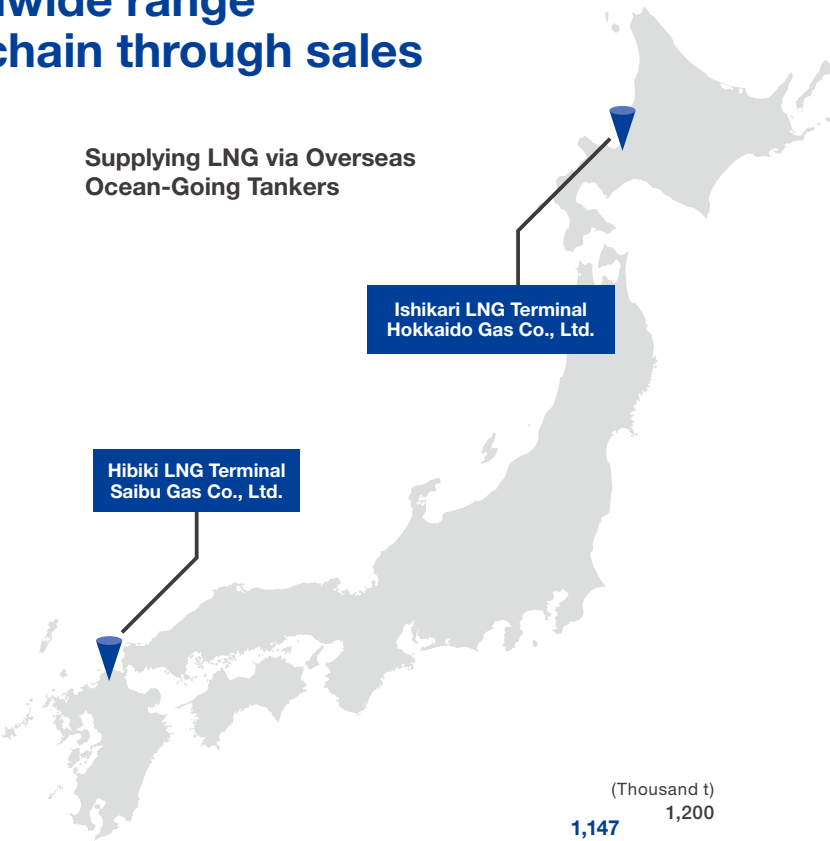 chain through sales
Supplying LNG via Overseas
Ocean-Going Tankers
Ishikari LNG Terminal
Hokkaido Gas Co., Ltd.
Hibiki LNG Terminal
Saibu Gas Co., Ltd.
(Thousand t)
1,200
1,147